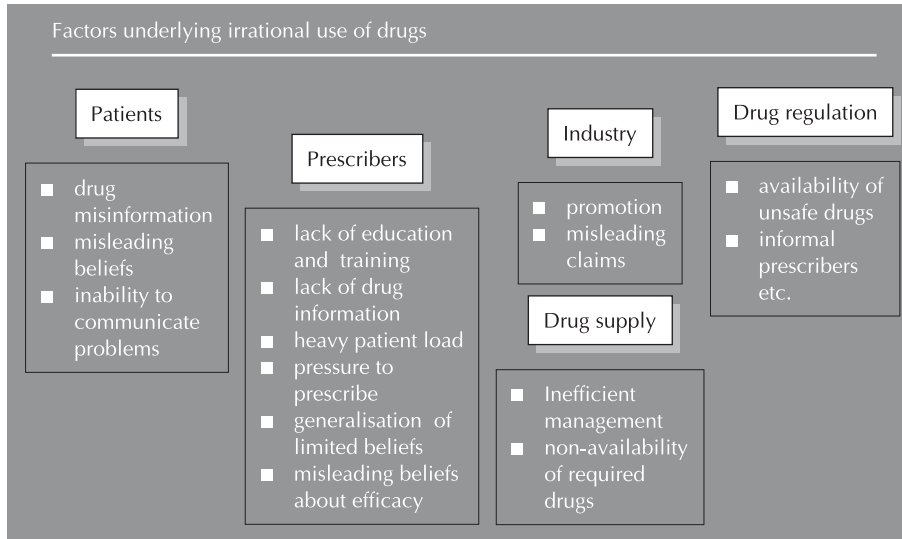 Factors underlying irrational use of drugs
Patients
drug
misinformation
misleading
beliefs
inability to
communicate
problems
Prescribers
lack of education
and training
lack of drug
information
heavy patient load
pressure to
prescribe
generalisation of
limited beliefs
misleading beliefs
about efficacy
Industry
promotion
misleading
claims
Drug supply
Inefficient
management
non-availability
of required
drugs
Drug regulation
availability of
unsafe drugs
informal
prescribers
etc.